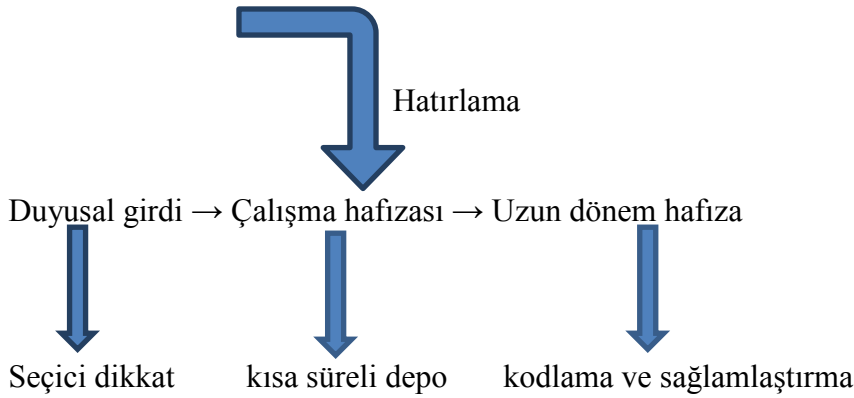 Hatırlama
Duyusal girdi → Çalışma hafızası → Uzun dönem hafıza
Seçici dikkat kısa süreli depo kodlama ve sağlamlaştırma